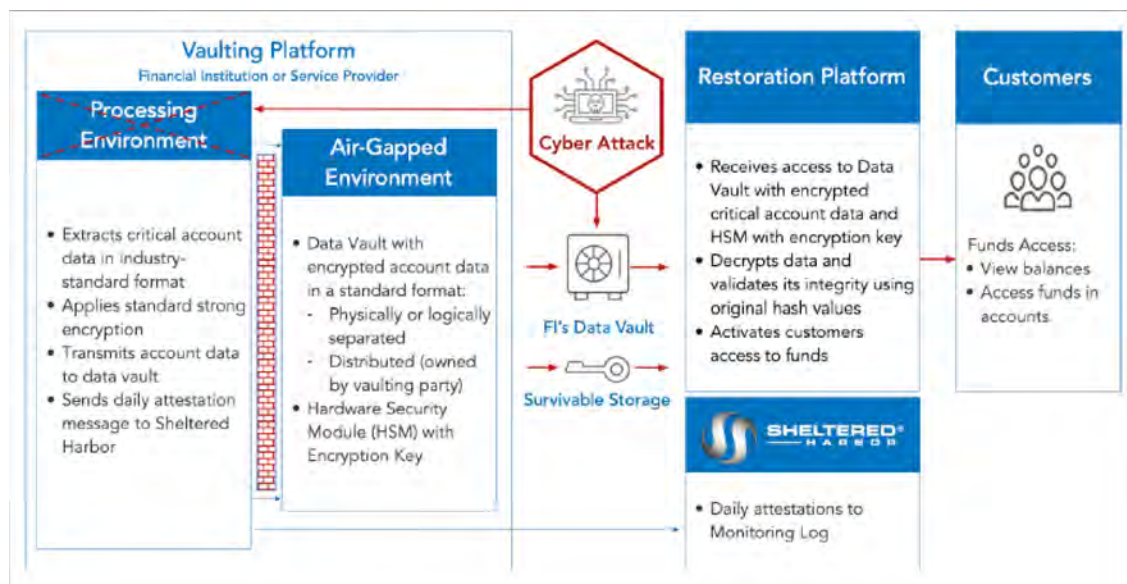 Vaulting Platform
Financial Institution or Service Provider
Processing
Environment
• Extracts critical account
data in industry-
standard format
• Applies standard strong
encryption
• Transmits account data
to data vault
• Sends daily attestation
message to Sheltered
Harbor
Air-Gapped
Environment
• Data Vault with
encrypted account data
in a standard format:
- Physically or logically
separated
- Distributed (owned
by vaulting party)
• Hardware Security
Module (HSM) with
Encryption Key
Cyber Attack
FI's Data Vault
Survivable Storage
Restoration Platform
• Receives access to Data
Vault with encrypted
critical account data and
HSM with encryption key
• Decrypts data and
validates its integrity using
original hash values
• Activates customers
access to funds
SHELTERED®
HARBOR
• Daily attestations to
Monitoring Log
Customers
Funds Access:
• View balances
• Access funds in
accounts